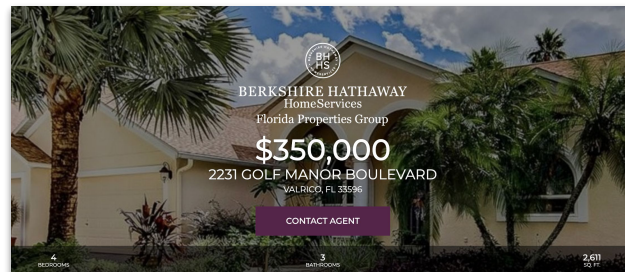 BH
HS
BERKSHIRE HATHAWAY
HomeServices
Florida Properties Group
$350,000
2231 GOLF MANOR BOULEVARD
VALRICO, FL 33596
CONTACT AGENT
4
BEDROOMS
3
BATHROOMS
2,611
SQ. FT.